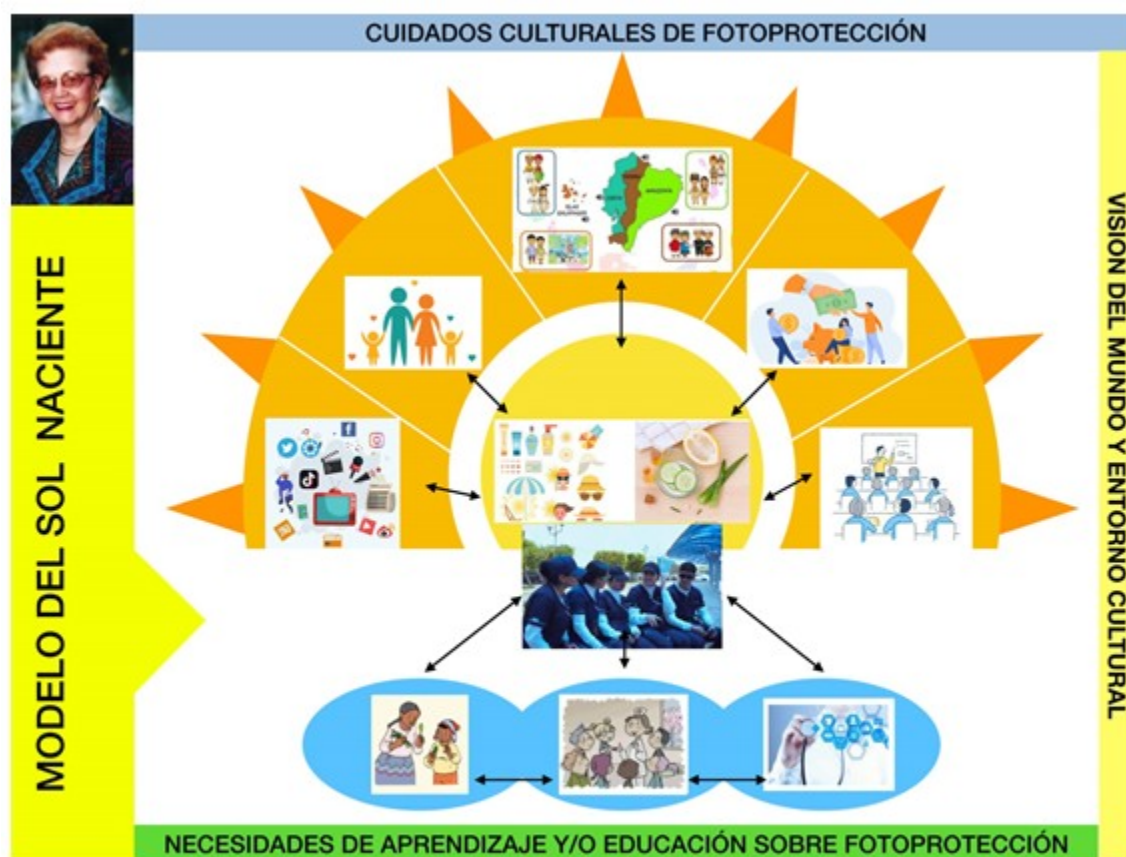 CUIDADOS CULTURALES DE FOTOPROTECCIÓN
MODELO DEL SOL NACIENTE
VISION DEL MUNDO Y ENTORNO CULTURAL
AMAZONÍA
NECESIDADES DE APRENDIZAJE Y/O EDUCACIÓN SOBRE FOTOPROTECCIÓN